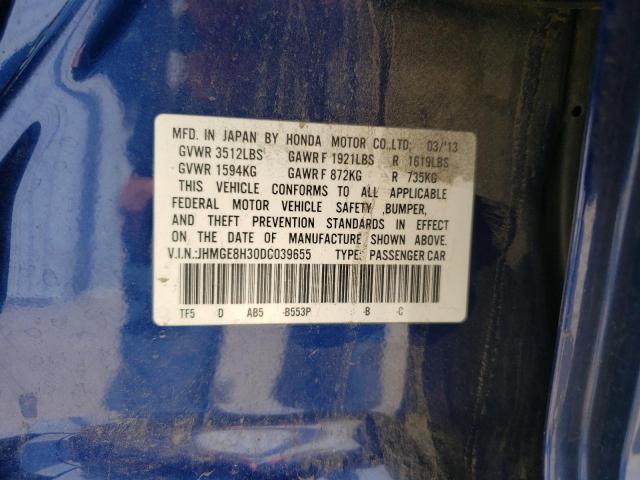 MFD. IN JAPAN BY HONDA MOTOR CO.,LTD; 03/'13
GVWR 3512LBS GAWR F 1921LBS R 1619LBS
GVWR 1594KG GAWR F 872KG R 735KG
THIS VEHICLE CONFORMS TO ALL APPLICABLE
FEDERAL MOTOR VEHICLE SAFETY ,BUMPER,
AND THEFT PREVENTION STANDARDS IN EFFECT
ON THE DATE OF MANUFACTURE SHOWN ABOVE.
V.I.N.:JHMGE8H30DC039655 TYPE: PASSENGER CAR
TF5 D AB5 -B553P -B -C